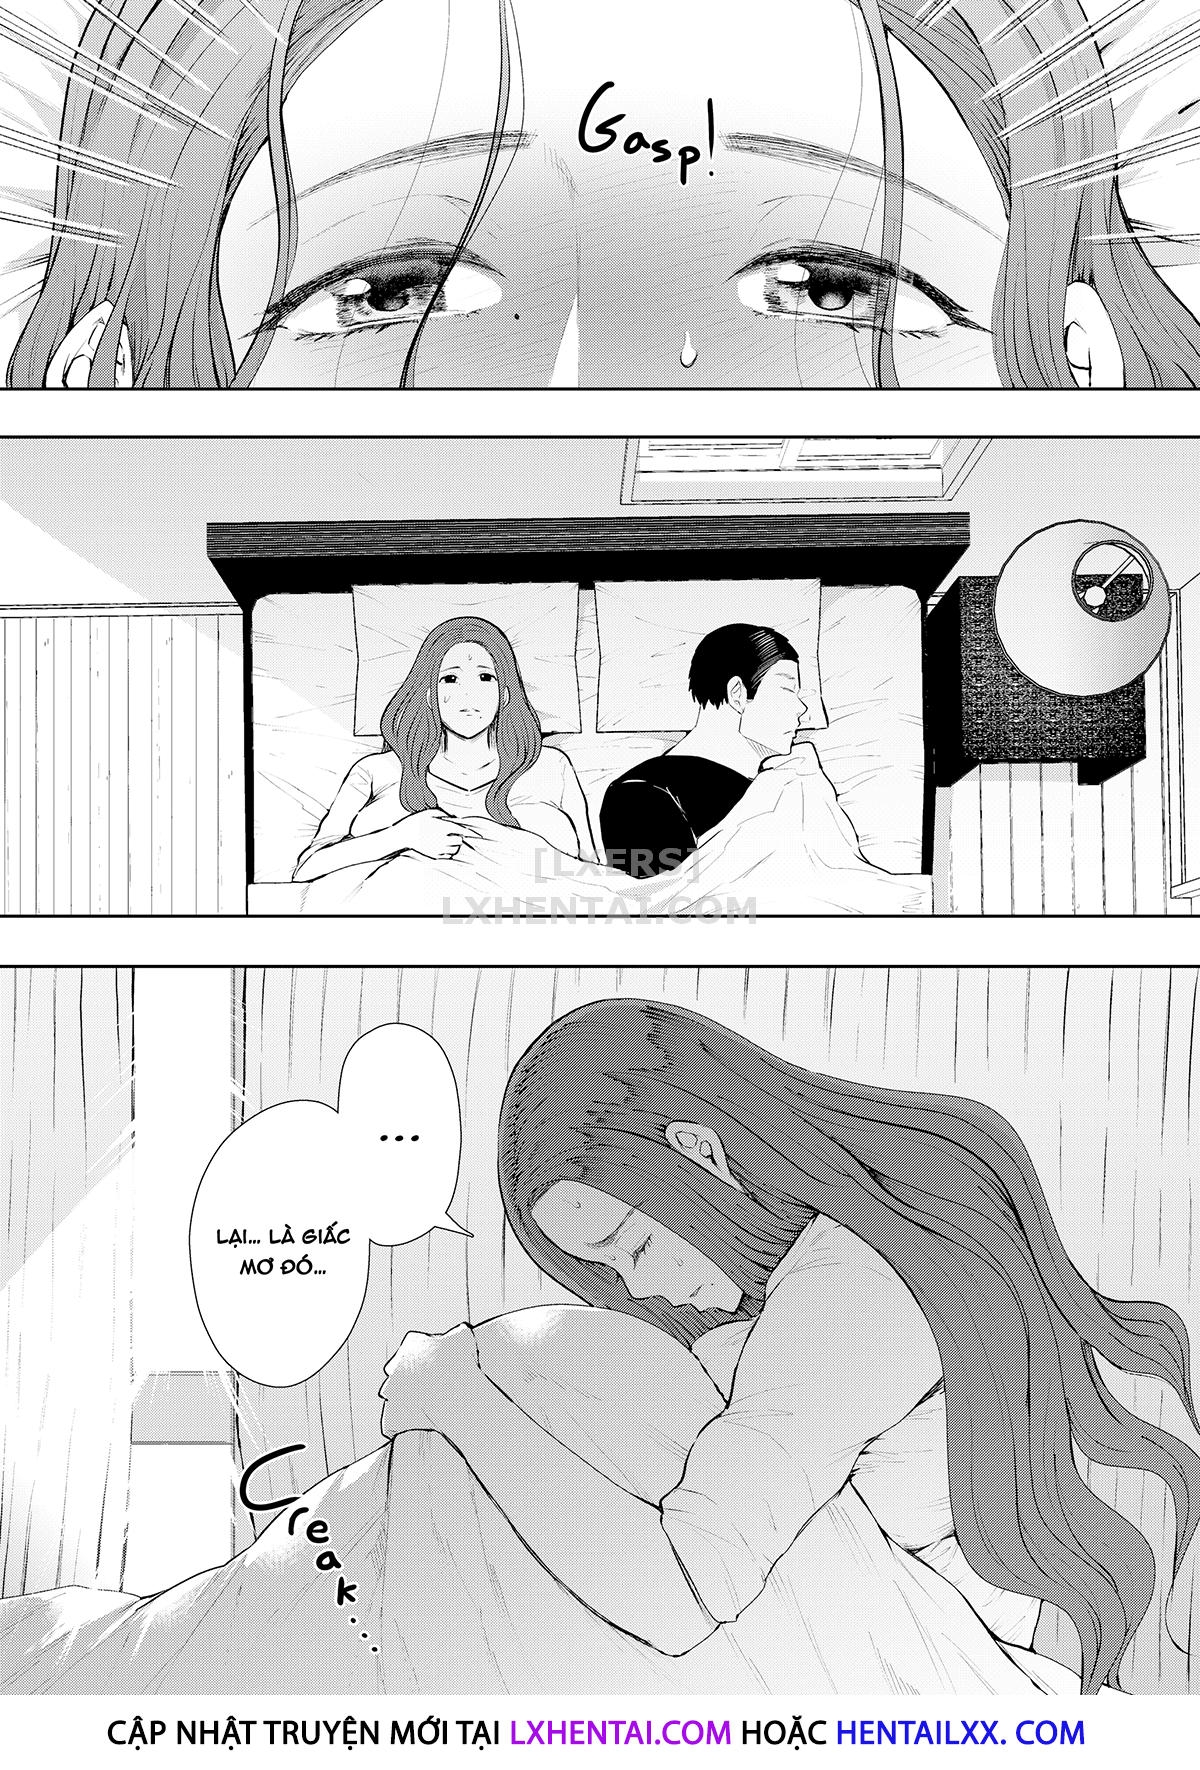 Gasp!
[LXERS]
LXHENTAI.COM
...
LẠI... LÀ GIẤC
MƠ ĐÓ...
Creak...
CẬP NHẬT TRUYỆN MỚI TẠI LXHENTAI.COM HOẶC HENTAILXX. COM